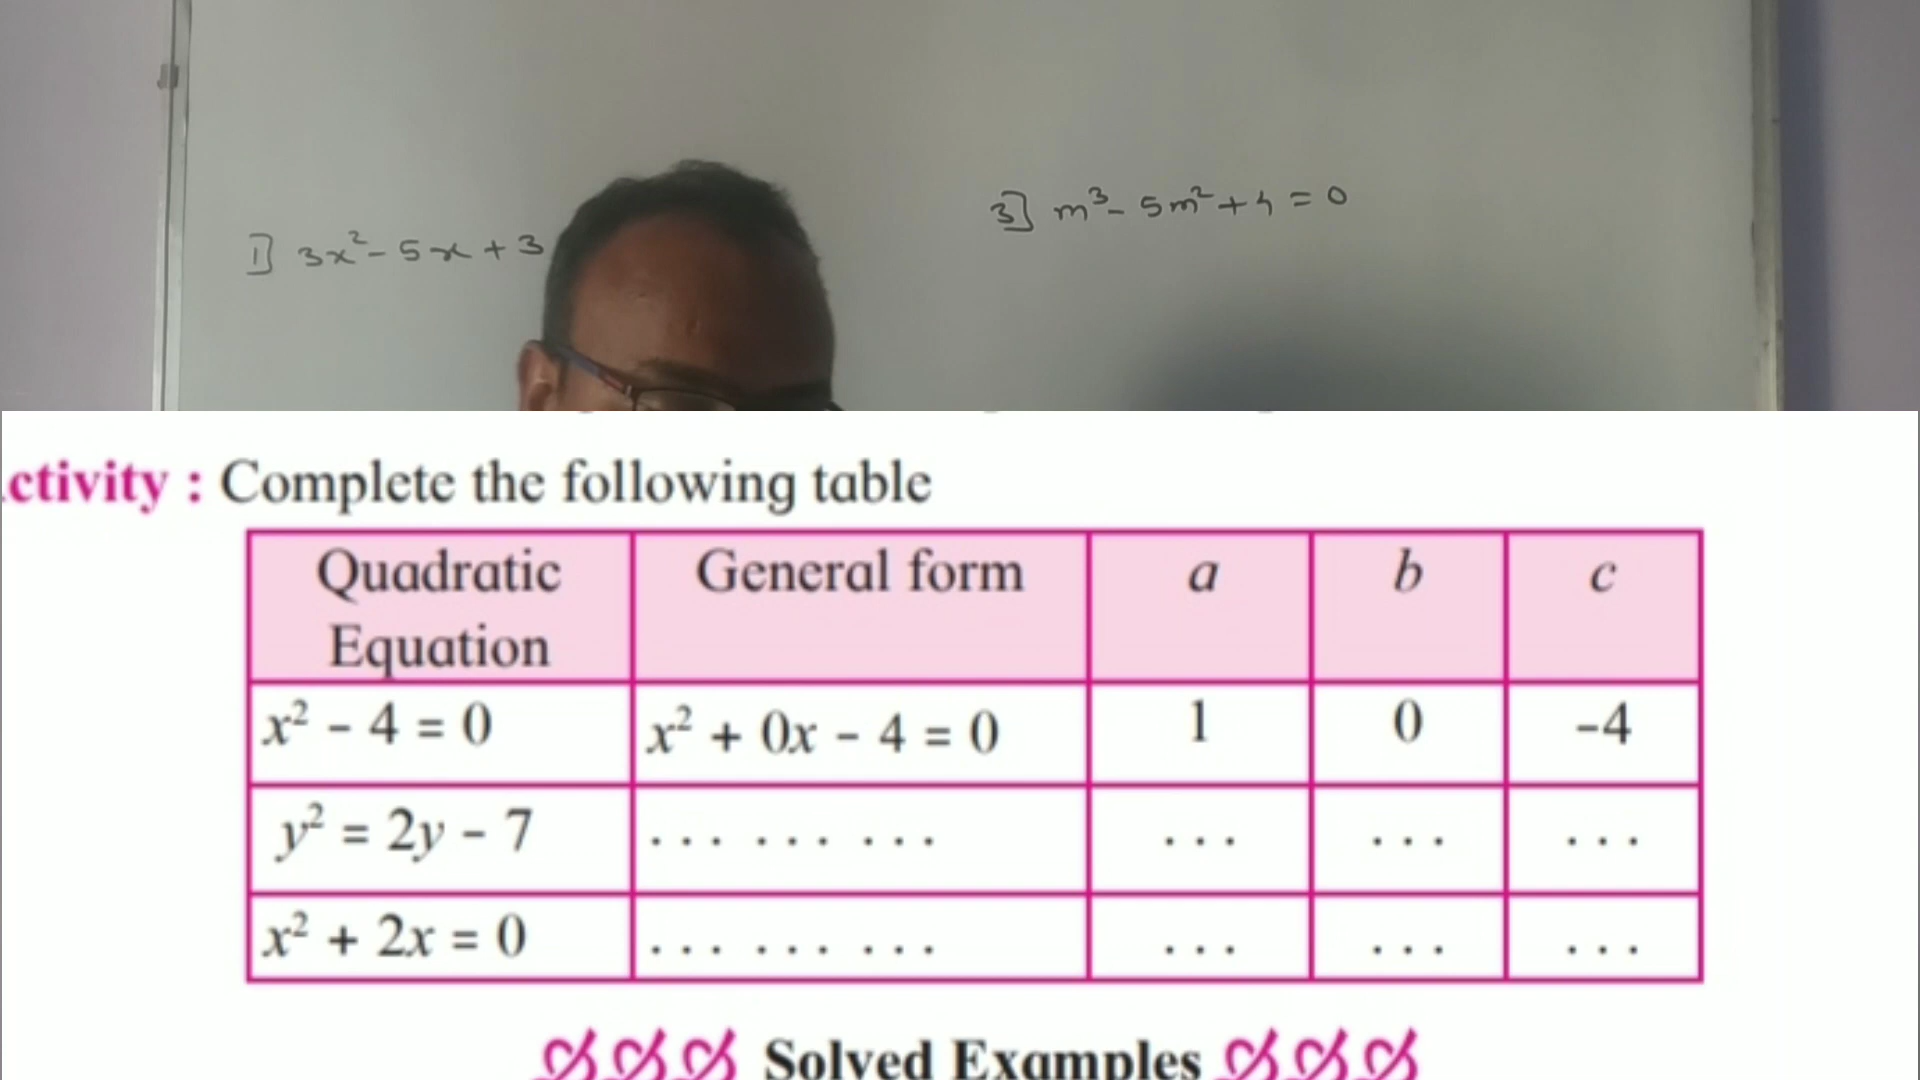 3] m³- 5m²+4 = 0
1] 3x²- 5x + 3
ctivity : Complete the following table
Quadratic Equation General form a b c
x² - 4 = 0 x² + 0x - 4 = 0 1 0 -4
y² = 2y - 7 ... ... ... ... ... ...
x² + 2x = 0 ... ... ... ... ... ...
Solved Examples